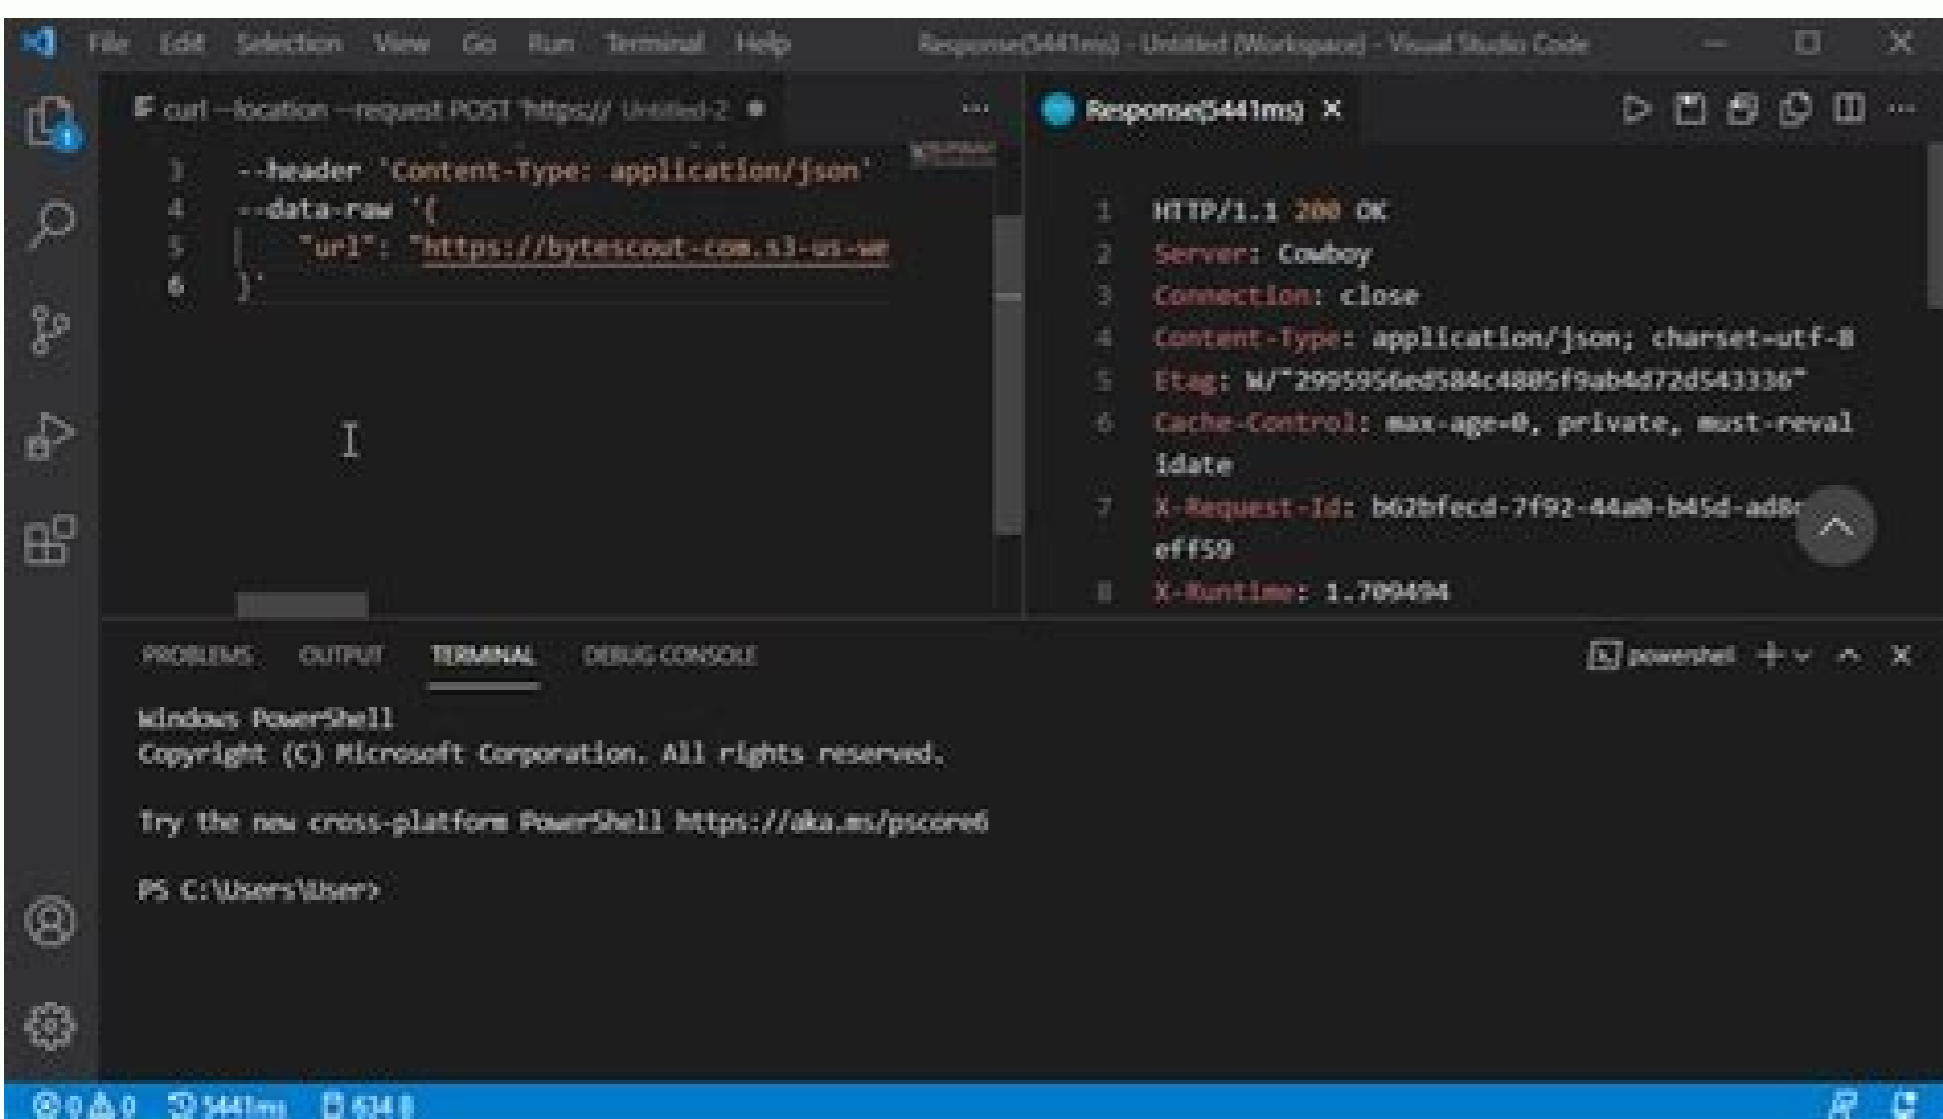 File Edit Selection View Go Run Terminal Help
Response(5441ms) - Untitled (Workspace) - Visual Studio Code
curl --location --request POST 'https:// Untitled-2
3 --header 'Content-Type: application/json'
4 --data-raw '{
5 "url": "https://bytescout-com.s3-us-we
6 }'
Response(5441ms)
1 HTTP/1.1 200 OK
2 Server: Cowboy
3 Connection: close
4 Content-Type: application/json; charset=utf-8
5 Etag: W/"2995956ed584c4805f9ab4d72d543336"
6 Cache-Control: max-age=0, private, must-reval
idate
7 X-Request-Id: b62bfecd-7f92-44a0-b45d-ad8
eff59
8 X-Runtime: 1.709494
PROBLEMS OUTPUT TERMINAL DEBUG CONSOLE
powershell
Windows PowerShell
Copyright (C) Microsoft Corporation. All rights reserved.
Try the new cross-platform PowerShell https://aka.ms/pscore6
PS C:\Users\User>
0 0 5441ms 634 B